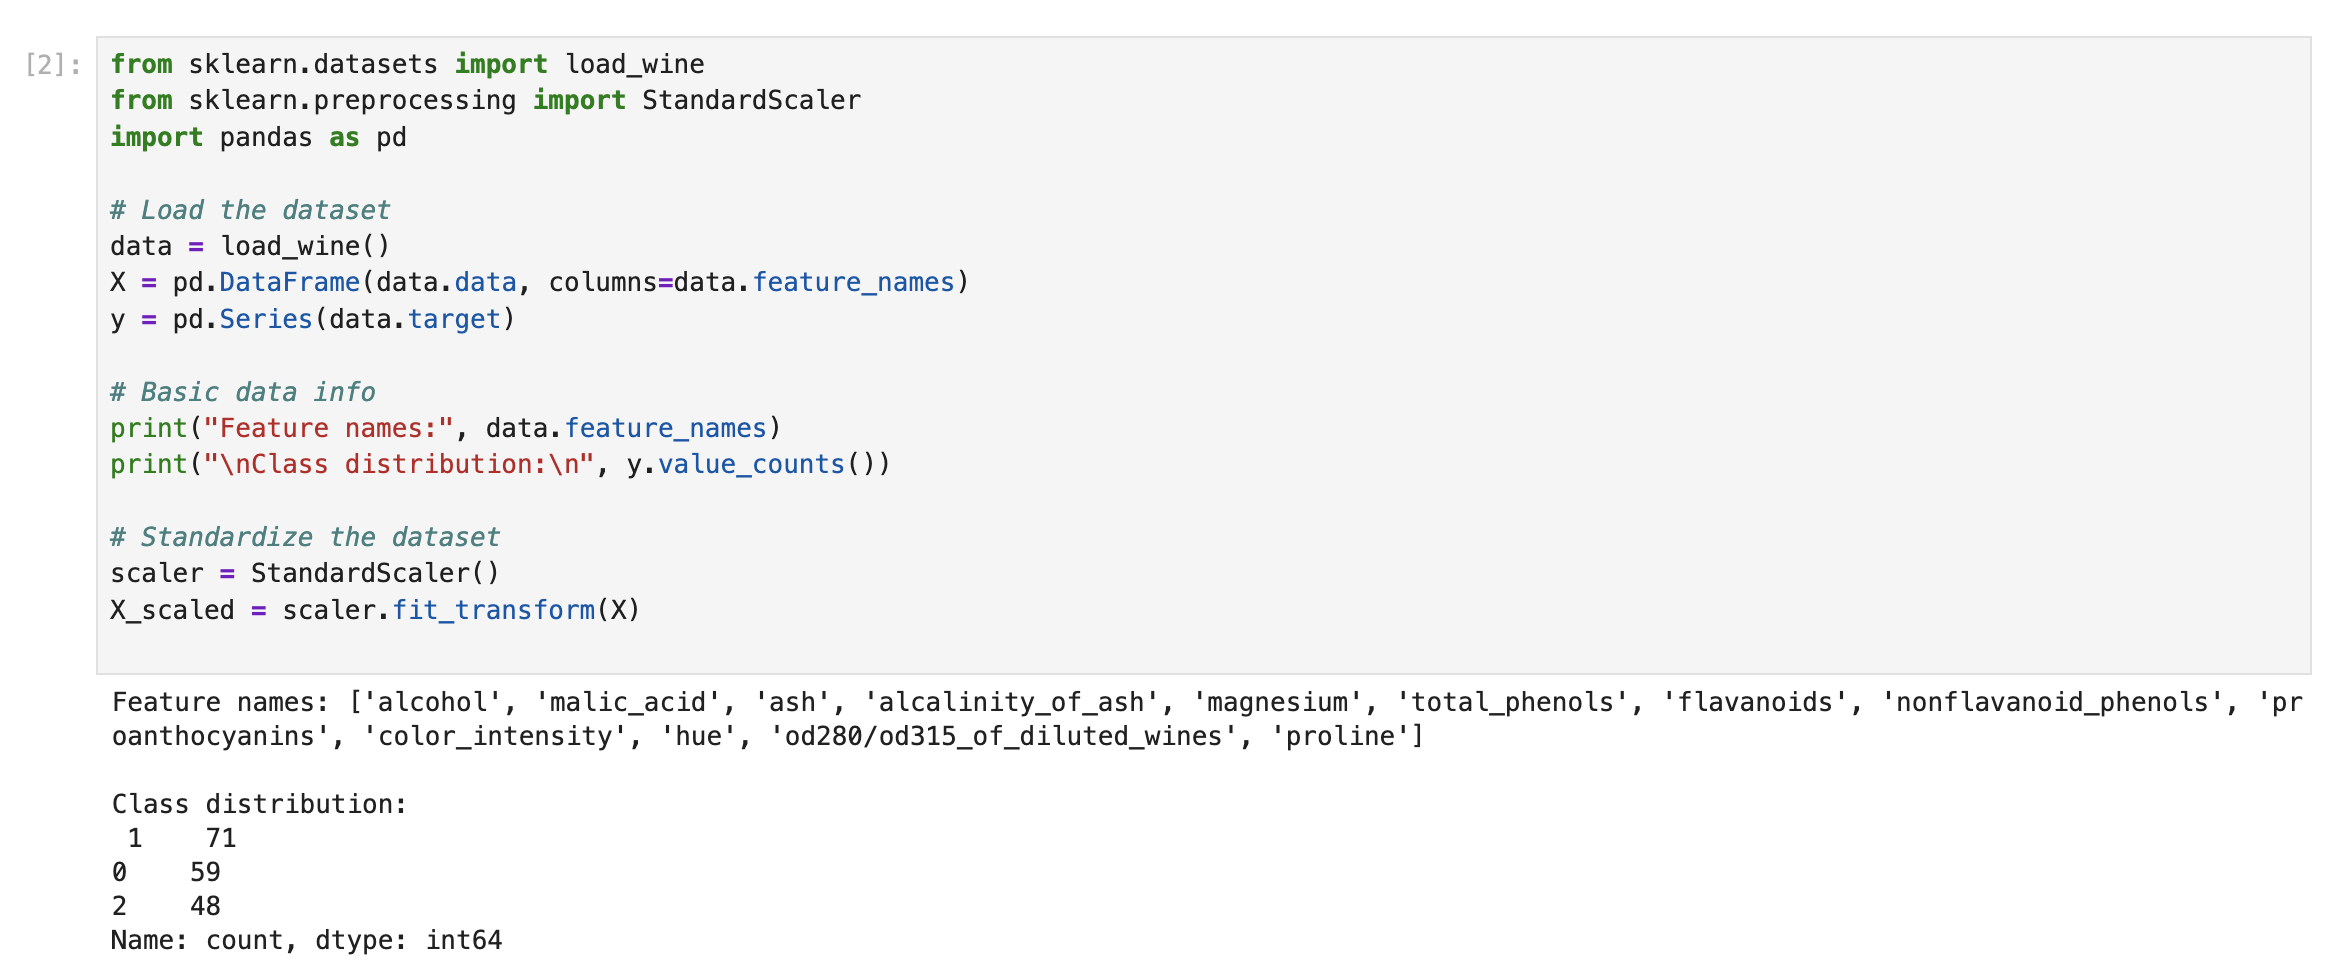 [2]:
from sklearn.datasets import load_wine
from sklearn.preprocessing import StandardScaler
import pandas as pd
# Load the dataset
data = load_wine()
X = pd.DataFrame(data.data, columns=data.feature_names)
y = pd.Series(data.target)
# Basic data info
print("Feature names:", data.feature_names)
print("\nClass distribution:\n", y.value_counts())
# Standardize the dataset
scaler = StandardScaler()
X_scaled = scaler.fit_transform(X)
Feature names: ['alcohol', 'malic_acid', 'ash', 'alcalinity_of_ash', 'magnesium', 'total_phenols', 'flavanoids', 'nonflavanoid_phenols', 'pr
oanthocyanins', 'color_intensity', 'hue', 'od280/od315_of_diluted_wines', 'proline']
Class distribution:
 1    71
0    59
2    48
Name: count, dtype: int64